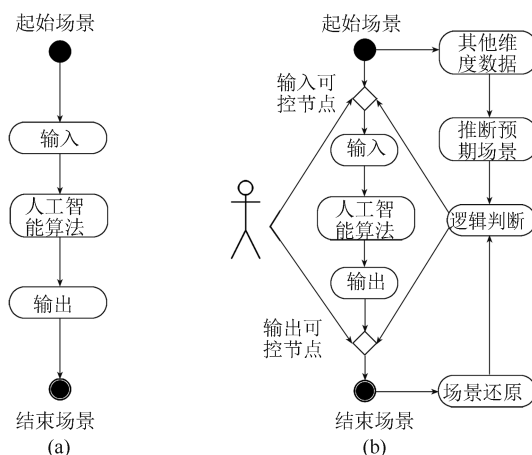 起始场景
输入
人工智
能算法
输出
结束场景
(a)
起始场景
其他维
度数据
输入可
控节点
推断预
期场景
输入
人工智
能算法
逻辑判断
输出
输出可
控节点
场景还原
结束场景
(b)